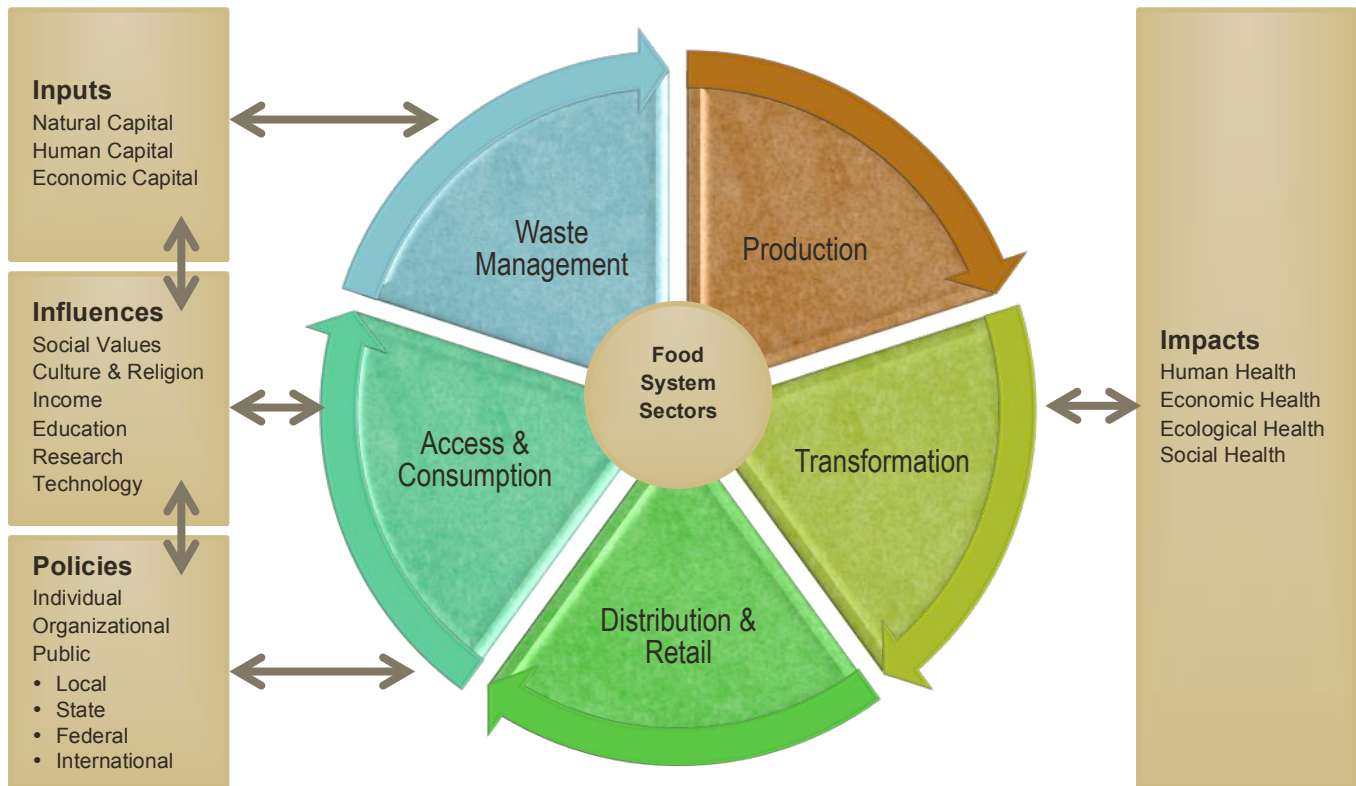 Inputs
Natural Capital
Human Capital
Economic Capital
Influences
Social Values
Culture & Religion
Income
Education
Research
Technology
Policies
Individual
Organizational
Public
• Local
• State
• Federal
• International
Waste
Management
Production
Food
System
Sectors
Access &
Consumption
Transformation
Distribution &
Retail
Impacts
Human Health
Economic Health
Ecological Health
Social Health